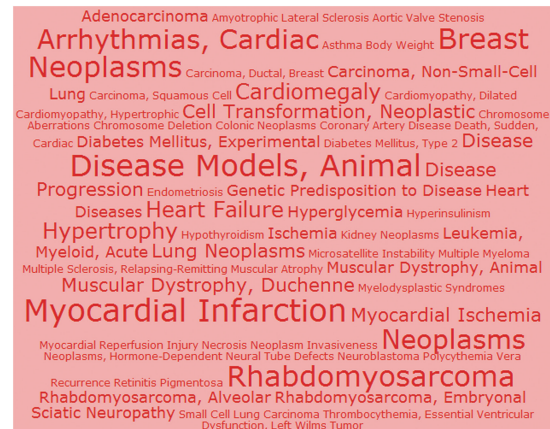 Adenocarcinoma Amyotrophic Lateral Sclerosis Aortic Valve Stenosis
Arrhythmias, Cardiac Asthma Body Weight Breast
Neoplasms Carcinoma, Ductal, Breast Carcinoma, Non-Small-Cell
Lung Carcinoma, Squamous Cell Cardiomegaly Cardiomyopathy, Dilated
Cardiomyopathy, Hypertrophic Cell Transformation, Neoplastic Chromosome
Aberrations Chromosome Deletion Colonic Neoplasms Coronary Artery Disease Death, Sudden,
Cardiac Diabetes Mellitus, Experimental Diabetes Mellitus, Type 2 Disease
Disease Models, Animal Disease
Progression Endometriosis Genetic Predisposition to Disease Heart
Diseases Heart Failure Hyperglycemia Hyperinsulinism
Hypertrophy Hypothyroidism Ischemia Kidney Neoplasms Leukemia,
Myeloid, Acute Lung Neoplasms Microsatellite Instability Multiple Myeloma
Multiple Sclerosis, Relapsing-Remitting Muscular Atrophy Muscular Dystrophy, Animal
Muscular Dystrophy, Duchenne Myelodysplastic Syndromes
Myocardial Infarction Myocardial Ischemia
Myocardial Reperfusion Injury Necrosis Neoplasm Invasiveness Neoplasms
Neoplasms, Hormone-Dependent Neural Tube Defects Neuroblastoma Polycythemia Vera
Recurrence Retinitis Pigmentosa Rhabdomyosarcoma
Rhabdomyosarcoma, Alveolar Rhabdomyosarcoma, Embryonal
Sciatic Neuropathy Small Cell Lung Carcinoma Thrombocythemia, Essential Ventricular
Dysfunction, Left Wilms Tumor